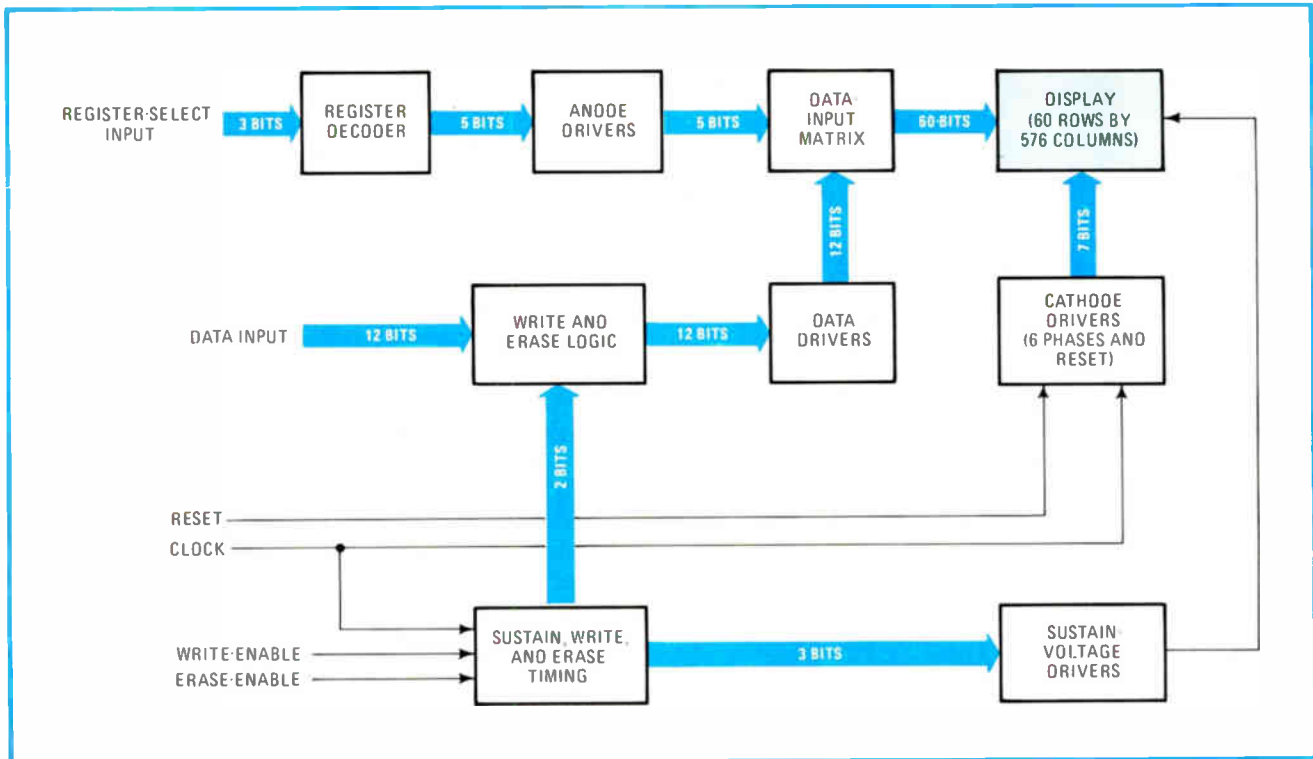 REGISTER-SELECT
INPUT
3 BITS
REGISTER
DECODER
5 BITS
ANODE
DRIVERS
5 BITS
DATA-
INPUT
MATRIX
60-BITS
DISPLAY
(60 ROWS BY
576 COLUMNS)
12 BITS
7 BITS
DATA INPUT
12 BITS
WRITE AND
ERASE LOGIC
12 BITS
DATA
DRIVERS
CATHODE
DRIVERS
(6 PHASES AND
RESET)
2 BITS
RESET
CLOCK
WRITE-ENABLE
ERASE-ENABLE
SUSTAIN, WRITE,
AND ERASE
TIMING
3 BITS
SUSTAIN-
VOLTAGE
DRIVERS